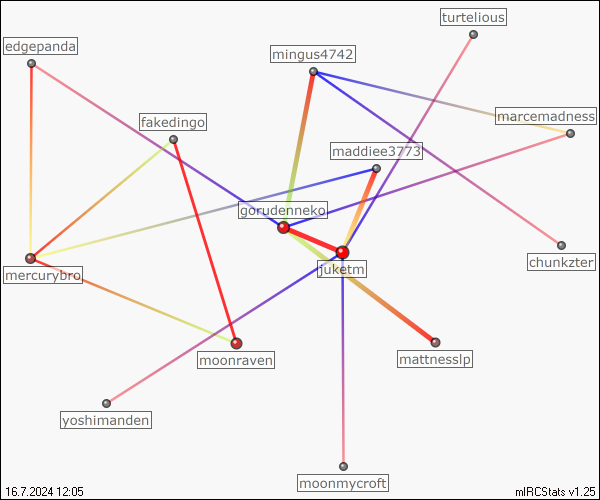 turtelious
edgepanda
mingus4742
marcemadness
fakedingo
maddiee3773
gorudenneko
chunkzter
juketm
mercurybro
moonraven
mattnesslp
yoshimanden
moonmycroft
16.7.2024 12:05
mIRCStats v1.25